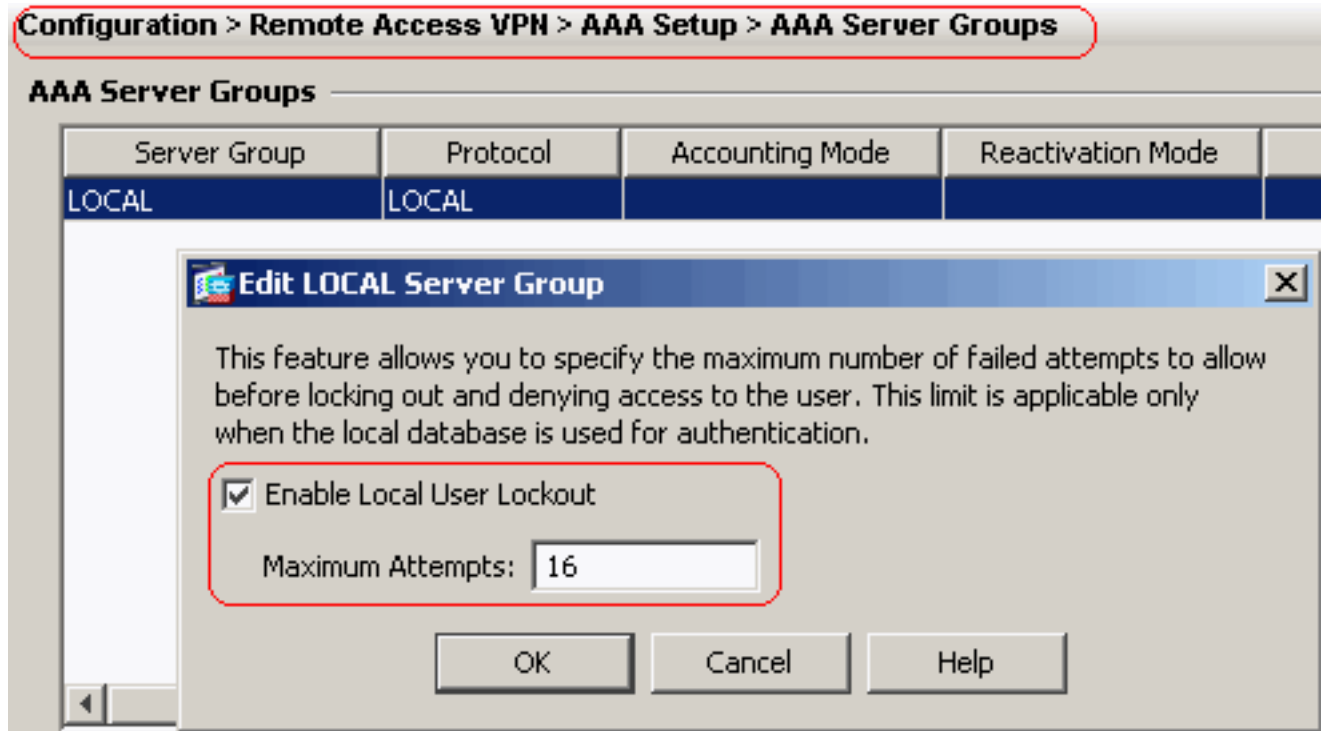 Configuration > Remote Access VPN > AAA Setup > AAA Server Groups
AAA Server Groups
Server Group Protocol Accounting Mode Reactivation Mode
LOCAL LOCAL
Edit LOCAL Server Group
This feature allows you to specify the maximum number of failed attempts to allow
before locking out and denying access to the user. This limit is applicable only
when the local database is used for authentication.
Enable Local User Lockout
Maximum Attempts: 16
OK Cancel Help